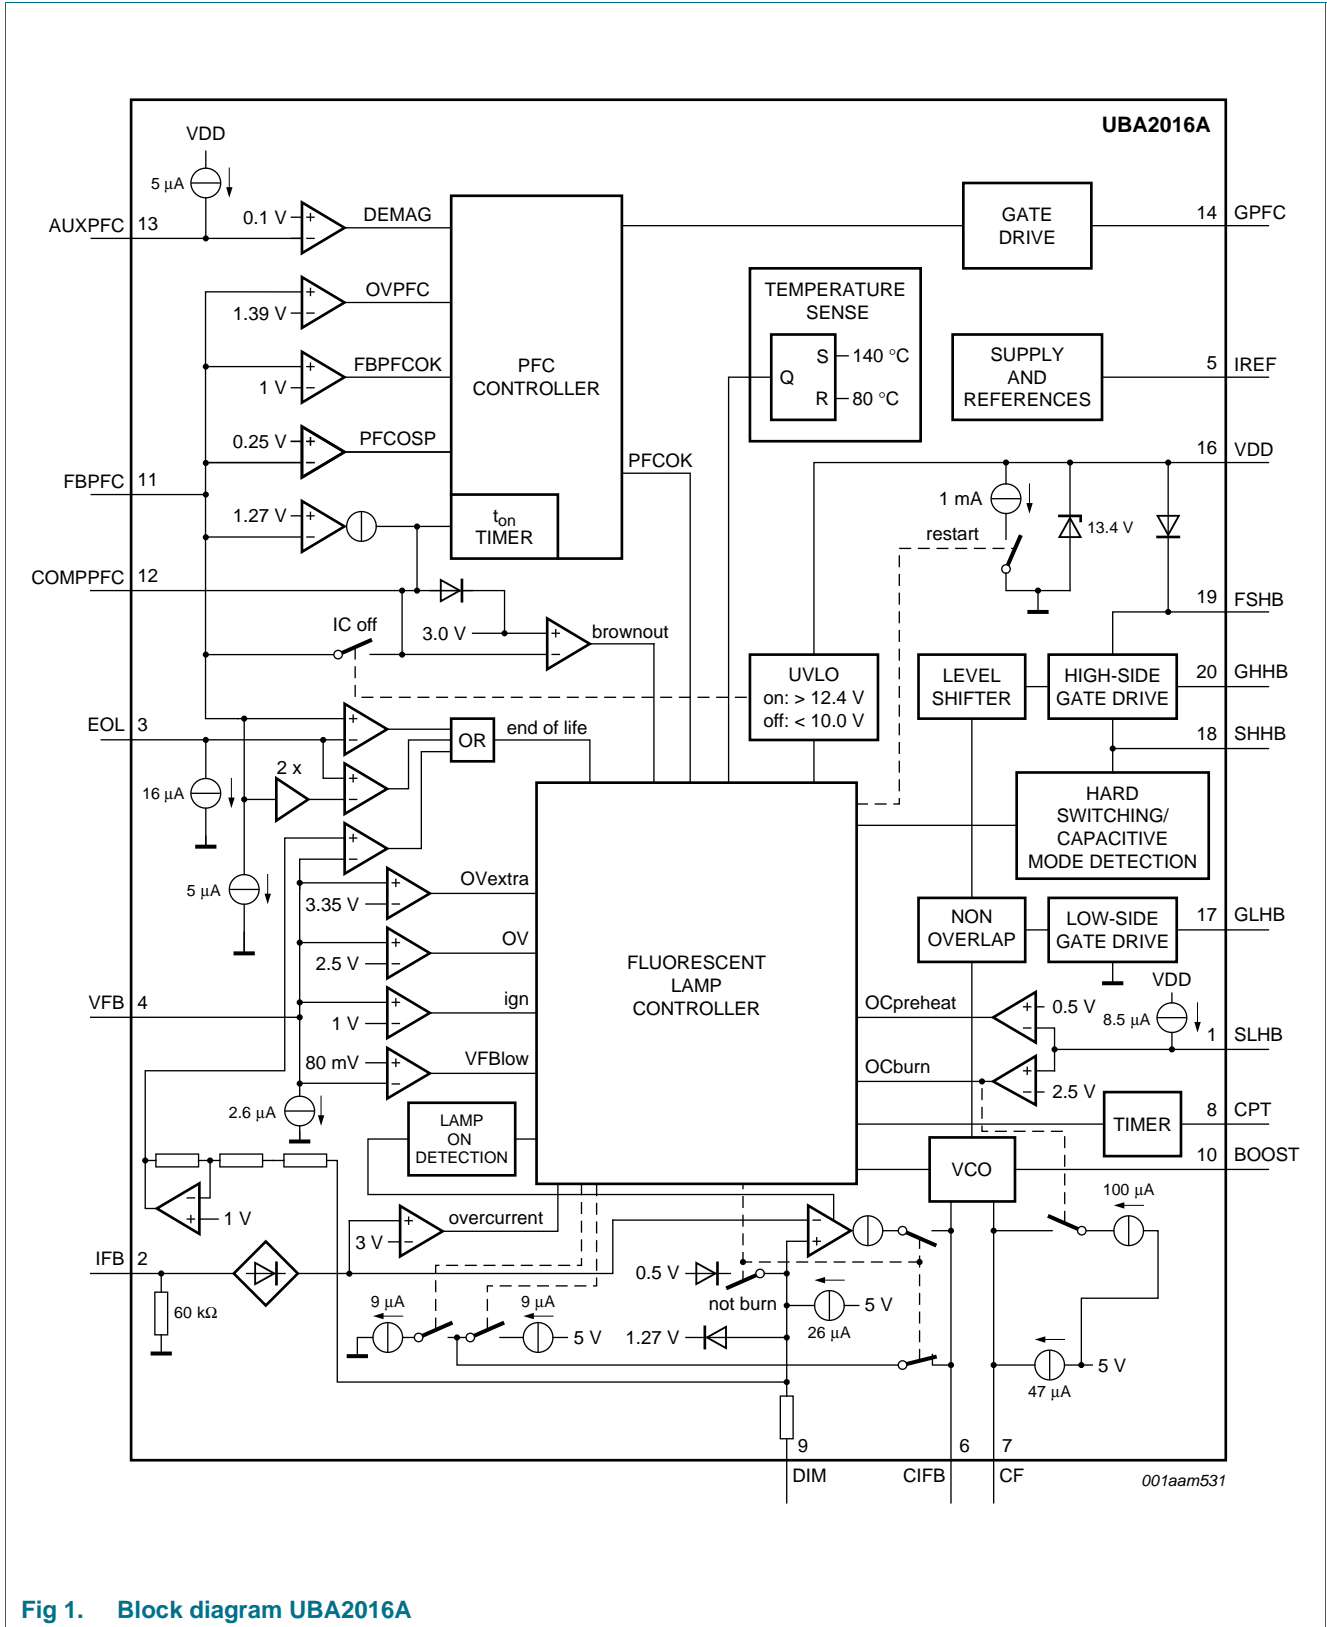 UBA2016A
VDD
5 µA
AUXPFC 13
0.1 V
DEMAG
GATE
DRIVE
14 GPFC
OVPFC
1.39 V
FBPFCOK
1 V
PFC
CONTROLLER
TEMPERATURE
SENSE
S 140 °C
Q
R 80 °C
SUPPLY
AND
REFERENCES
5 IREF
0.25 V
PFCOSP
PFCOK
FBPFC 11
16 VDD
1 mA
restart
13.4 V
1.27 V
ton
TIMER
COMPPFC 12
19 FSHB
IC off
3.0 V
brownout
UVLO
on: > 12.4 V
off: < 10.0 V
LEVEL
SHIFTER
HIGH-SIDE
GATE DRIVE
20 GHHB
EOL 3
OR
end of life
18 SHHB
2 x
16 µA
HARD
SWITCHING/
CAPACITIVE
MODE DETECTION
5 µA
OVextra
3.35 V
NON
OVERLAP
LOW-SIDE
GATE DRIVE
17 GLHB
OV
2.5 V
FLUORESCENT
LAMP
CONTROLLER
VDD
VFB 4
ign
1 V
OCpreheat
0.5 V
8.5 µA
1 SLHB
VFBlow
80 mV
OCburn
2.5 V
2.6 µA
LAMP
ON
DETECTION
TIMER
8 CPT
VCO
10 BOOST
100 µA
1 V
overcurrent
3 V
IFB 2
60 kΩ
0.5 V
not burn
9 µA
9 µA
5 V
26 µA
5 V
1.27 V
5 V
47 µA
9
DIM
6
CIFB
7
CF
001aam531
Fig 1. Block diagram UBA2016A